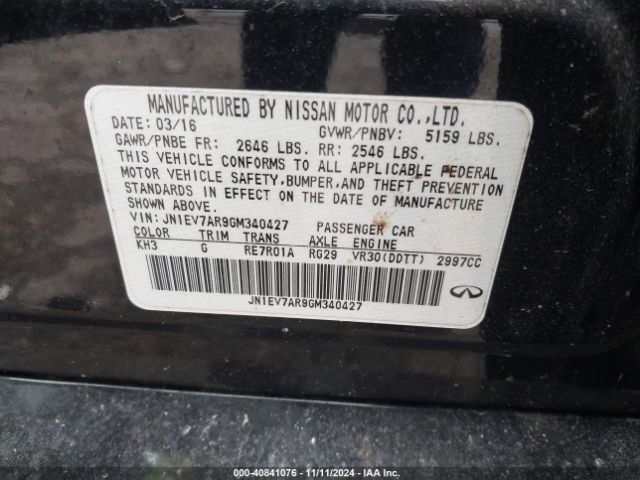 MANUFACTURED BY NISSAN MOTOR CO.,LTD.
DATE: 03/16 GVWR/PNBV: 5159 LBS.
GAWR/PNBE FR: 2646 LBS. RR: 2546 LBS.
THIS VEHICLE CONFORMS TO ALL APPLICABLE FEDERAL
MOTOR VEHICLE SAFETY, BUMPER, AND THEFT PREVENTION
STANDARDS IN EFFECT ON THE DATE OF MANUFACTURE
SHOWN ABOVE.
VIN: JN1EV7AR9GM340427 PASSENGER CAR
COLOR TRIM TRANS AXLE ENGINE
KH3 G RE7R01A RG29 VR30(DDTT) 2997CC
JN1EV7AR9GM340427
000-40841076 - 11/11/2024 - IAA Inc.